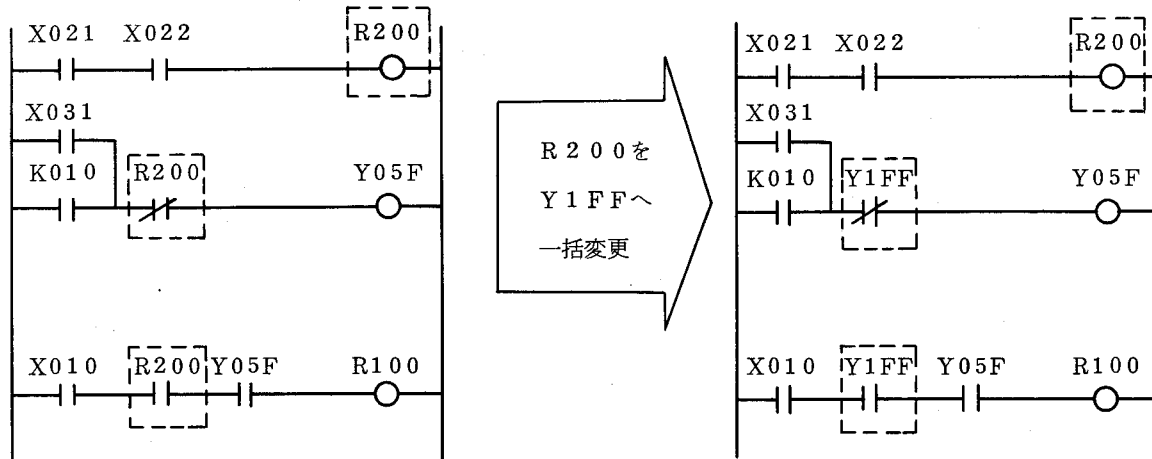 X021 X022 R200
X031
K010 R200 Y05F
X010 R200 Y05F R100
R200を
Y1FFへ
一括変更
X021 X022 R200
X031
K010 Y1FF Y05F
X010 Y1FF Y05F R100